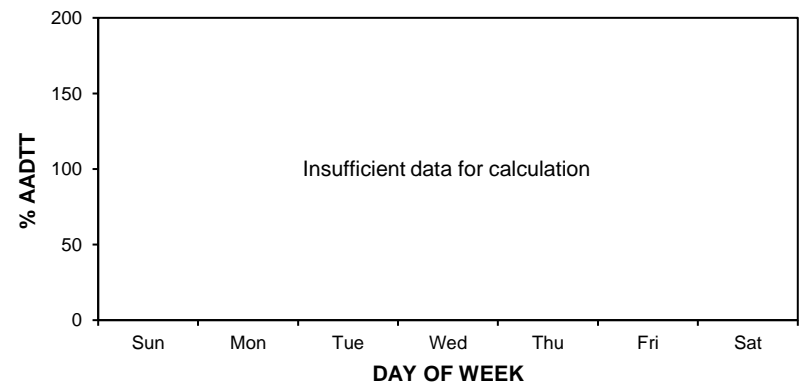 200
150
100
50
0
% AADTT
Insufficient data for calculation
Sun Mon Tue Wed Thu Fri Sat
DAY OF WEEK